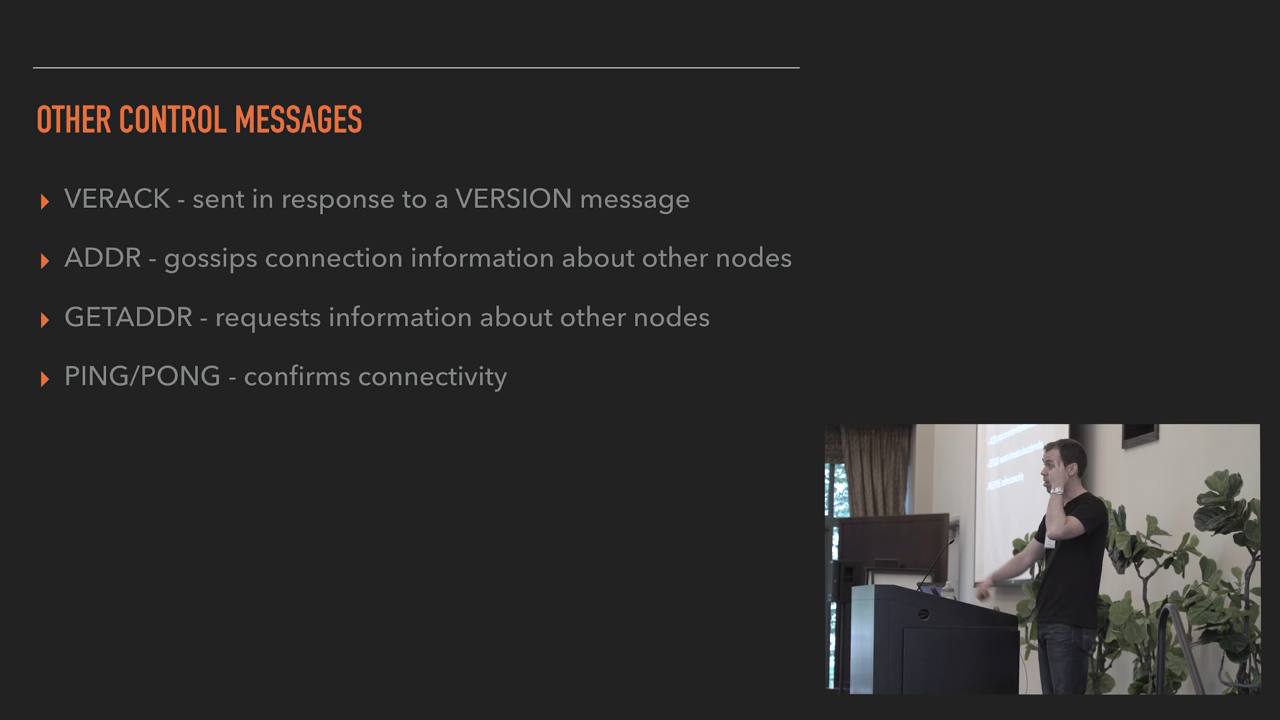 OTHER CONTROL MESSAGES
VERACK - sent in response to a VERSION message
ADDR - gossips connection information about other nodes
GETADDR - requests information about other nodes
PING/PONG - confirms connectivity